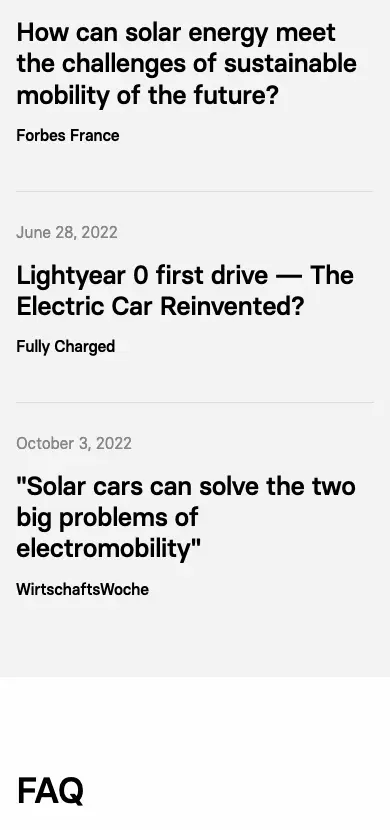 How can solar energy meet
the challenges of sustainable
mobility of the future?
Forbes France
June 28, 2022
Lightyear 0 first drive — The
Electric Car Reinvented?
Fully Charged
October 3, 2022
"Solar cars can solve the two
big problems of
electromobility"
WirtschaftsWoche
FAQ